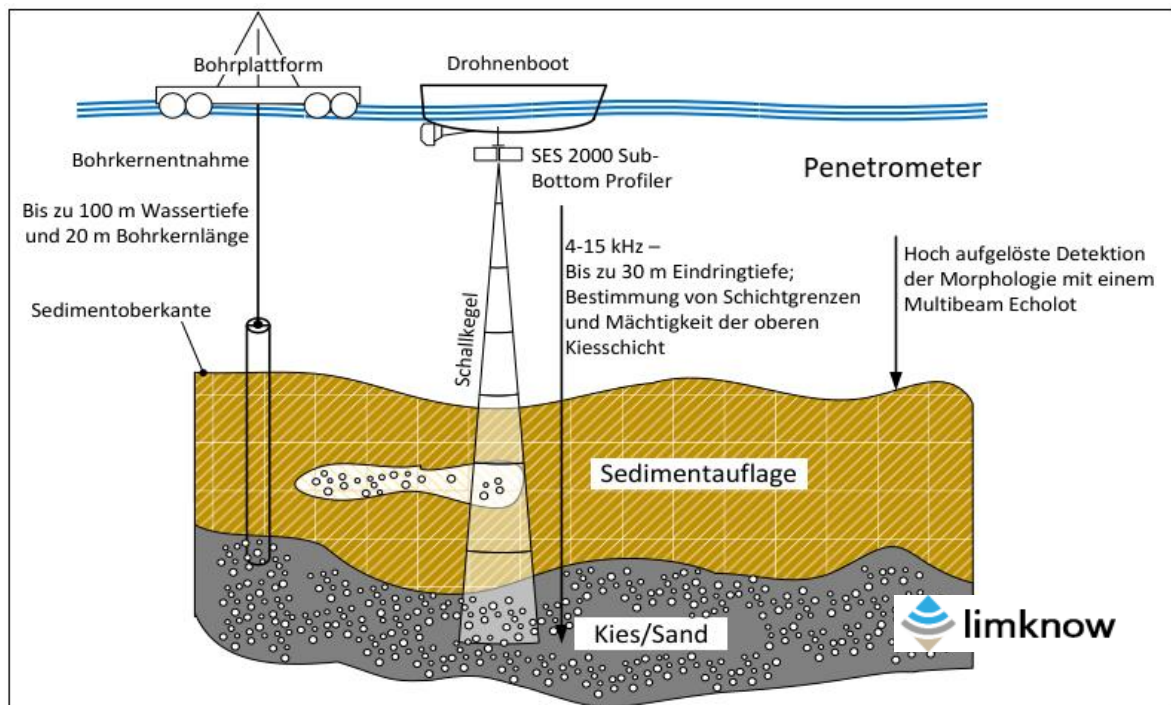 Bohrplattform
Drohnenboot
Bohrkernentnahme
Bis zu 100 m Wassertiefe
und 20 m Bohrkernlänge
Sedimentoberkante
SES 2000 Sub-
Bottom Profiler
Penetrometer
4-15 kHz –
Bis zu 30 m Eindringtiefe;
Bestimmung von Schichtgrenzen
und Mächtigkeit der oberen
Kiesschicht
Hoch aufgelöste Detektion
der Morphologie mit einem
Multibeam Echolot
Schallkegel
Sedimentauflage
Kies/Sand
limknow